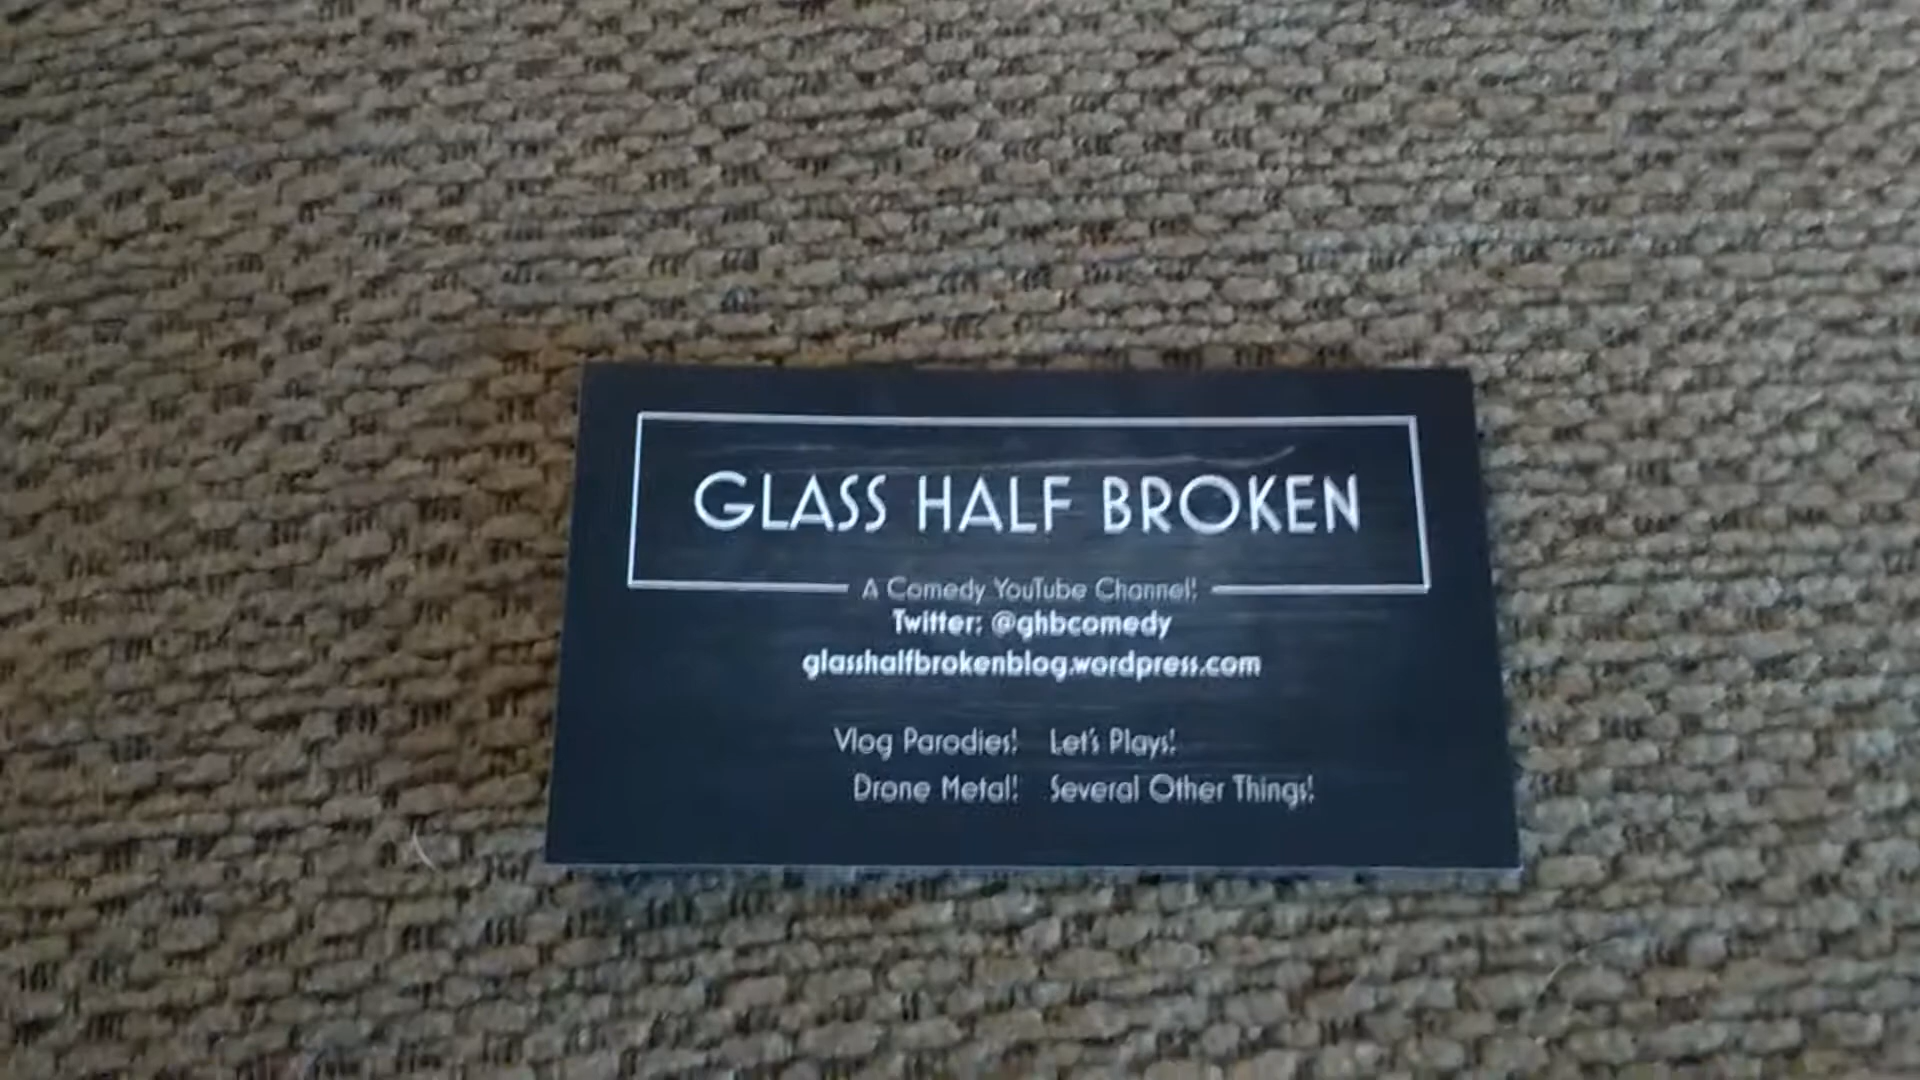 GLASS HALF BROKEN
A Comedy YouTube Channel!
Twitter: @ghbcomedy
glasshalfbrokenblog.wordpress.com
Vlog Parodies! Let's Plays!
Drone Metal! Several Other Things!